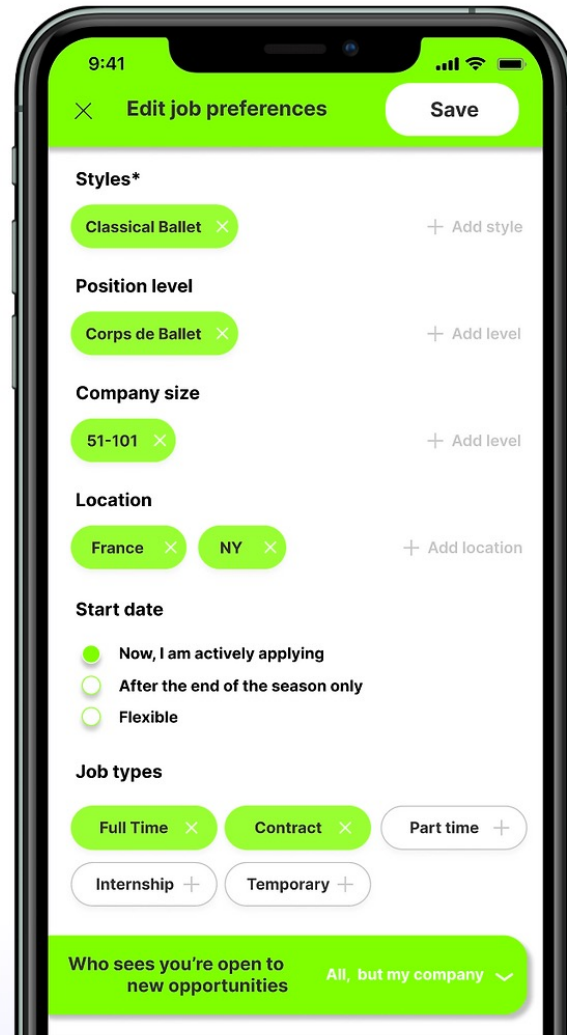 9:41
Edit job preferences
Save
Styles*
Classical Ballet
Add style
Position level
Corps de Ballet
Add level
Company size
51-101
Add level
Location
France
NY
Add location
Start date
Now, I am actively applying
After the end of the season only
Flexible
Job types
Full Time
Contract
Part time
Internship
Temporary
Who sees you’re open to
new opportunities
All, but my company